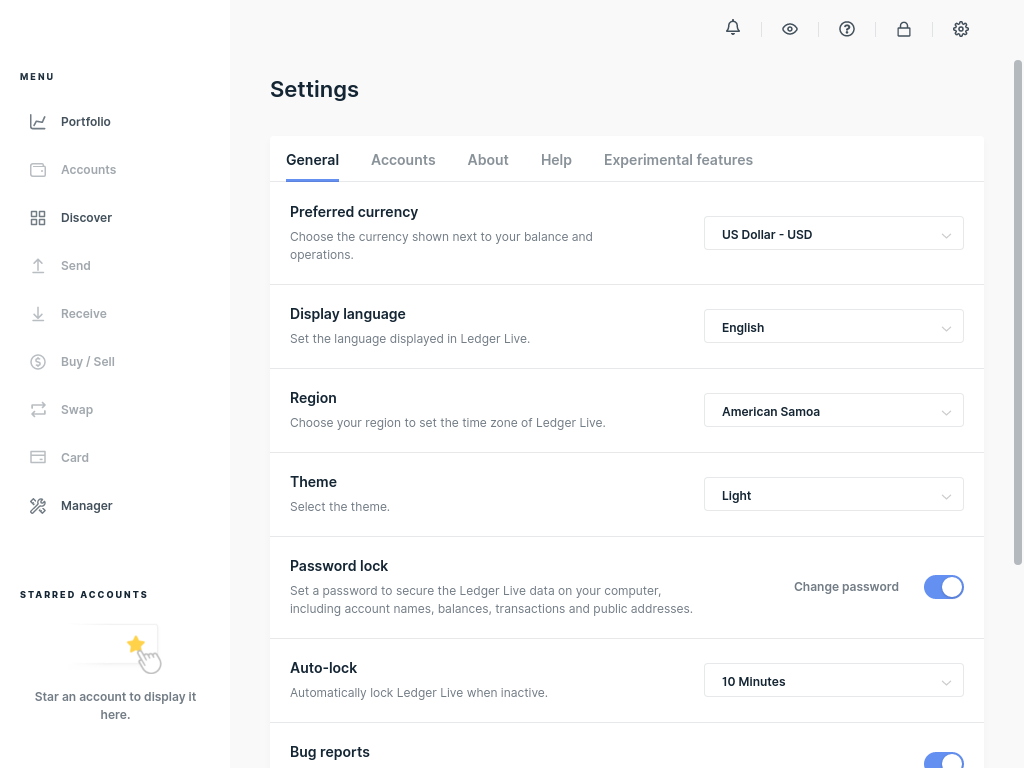 MENU
Portfolio
Accounts
Discover
Send
Receive
Buy / Sell
Swap
Card
Manager
STARRED ACCOUNTS
Star an account to display it
here.
Settings
General Accounts About Help Experimental features
Preferred currency
Choose the currency shown next to your balance and
operations.
US Dollar - USD
Display language
Set the language displayed in Ledger Live.
English
Region
Choose your region to set the time zone of Ledger Live.
American Samoa
Theme
Select the theme.
Light
Password lock
Set a password to secure the Ledger Live data on your computer,
including account names, balances, transactions and public addresses.
Change password
Auto-lock
Automatically lock Ledger Live when inactive.
10 Minutes
Bug reports